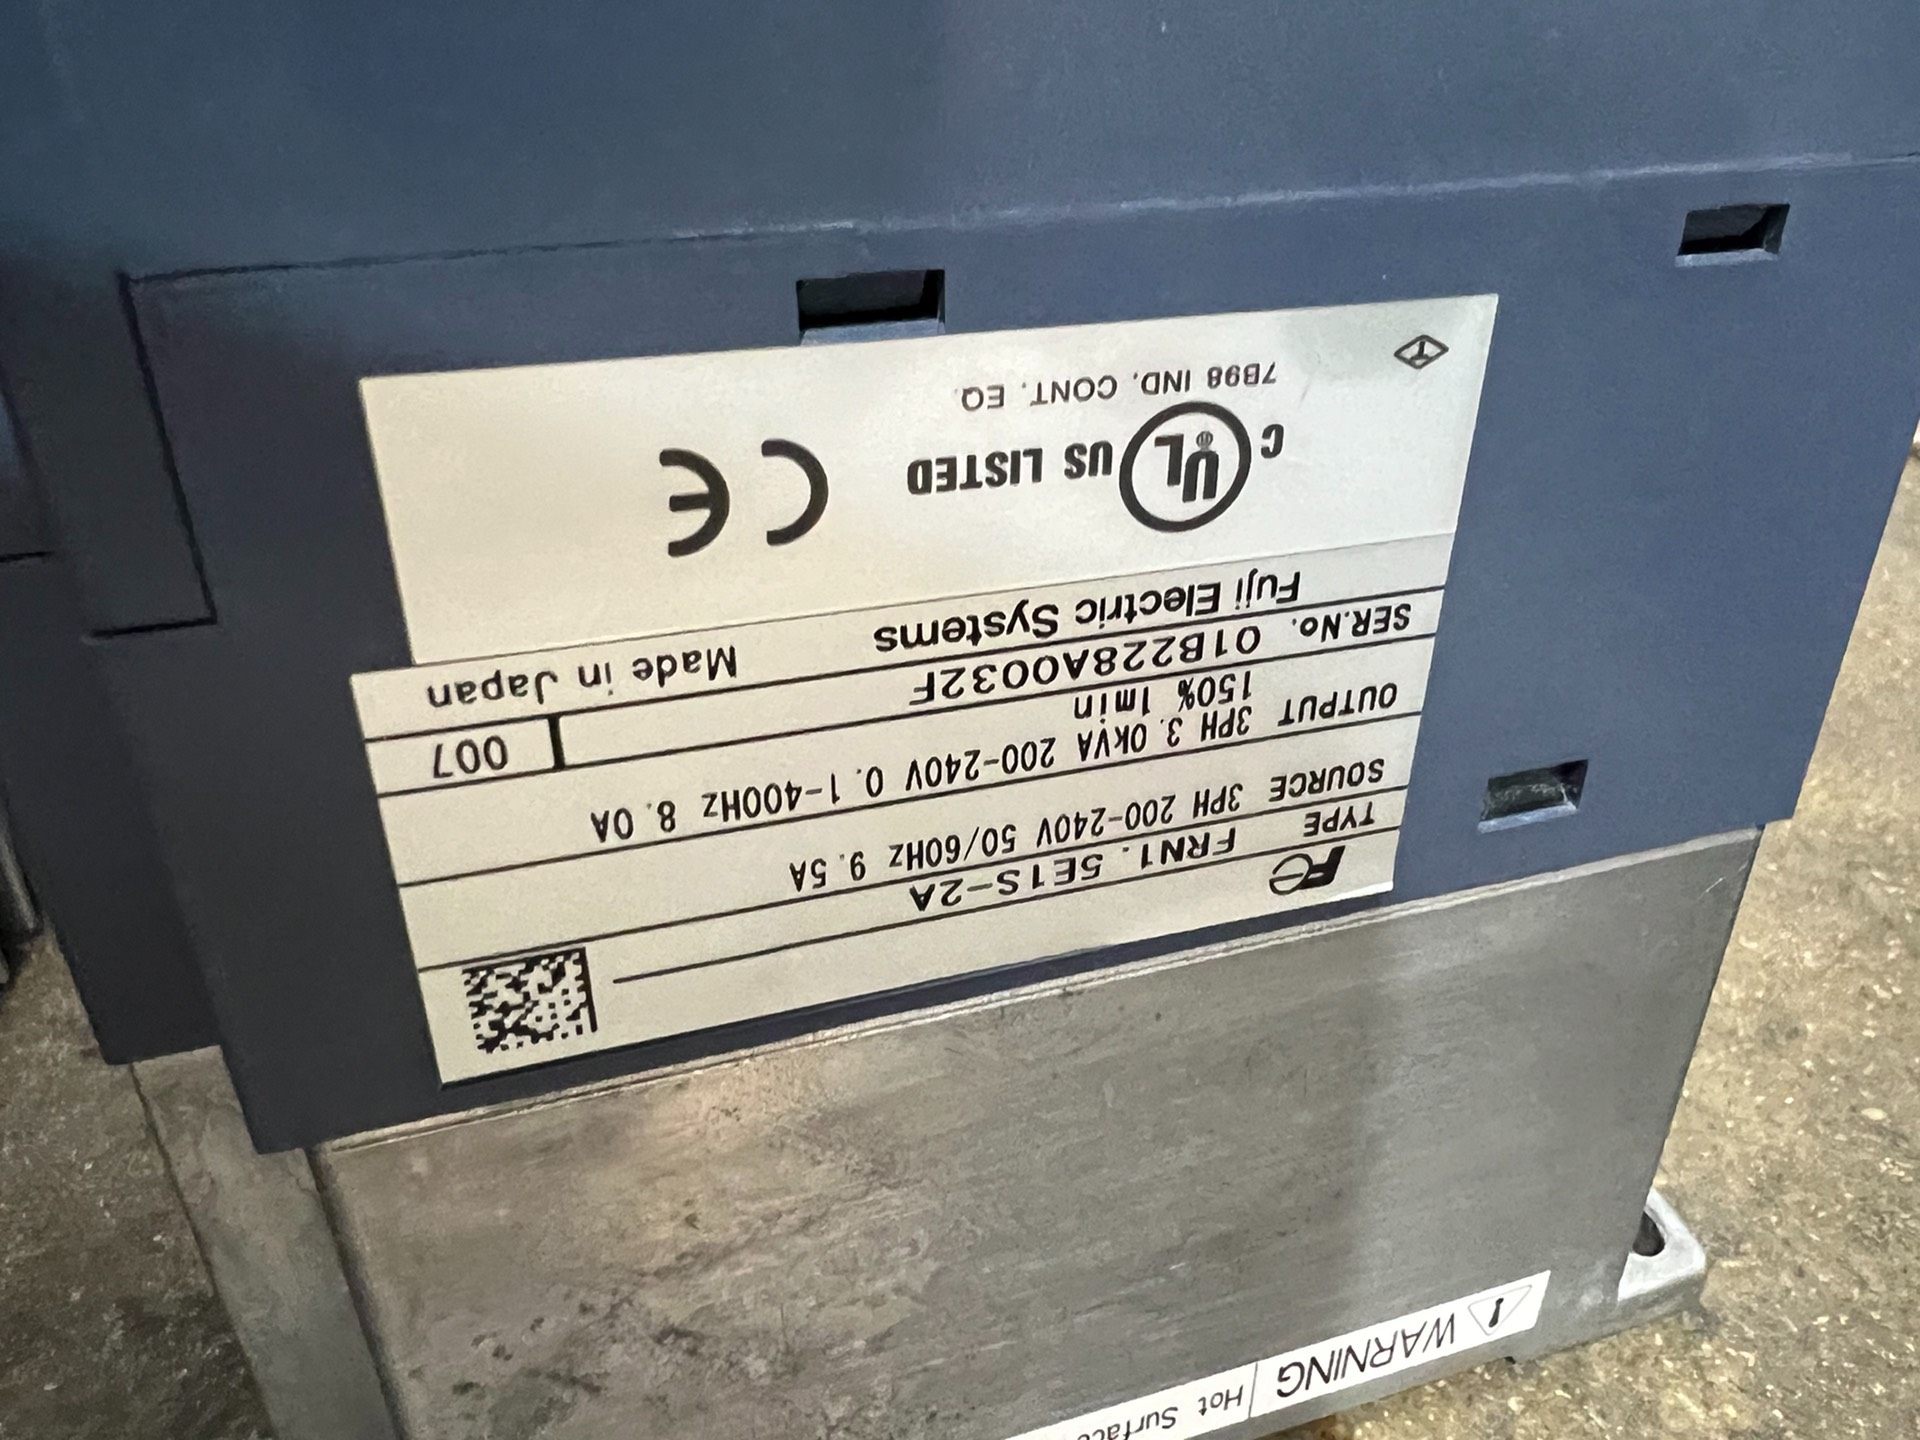 Fe
TYPE FRN1.5E1S-2A
SOURCE 3PH 200-240V 50/60Hz 9.5A
OUTPUT 3PH 3.0kVA 200-240V 0.1-400Hz 8.0A
150% 1min
SER.No. 01B228A0032F 007
Fuji Electric Systems Made in Japan
C UL US LISTED CE
7B98 IND. CONT. EQ.
WARNING Hot Surface